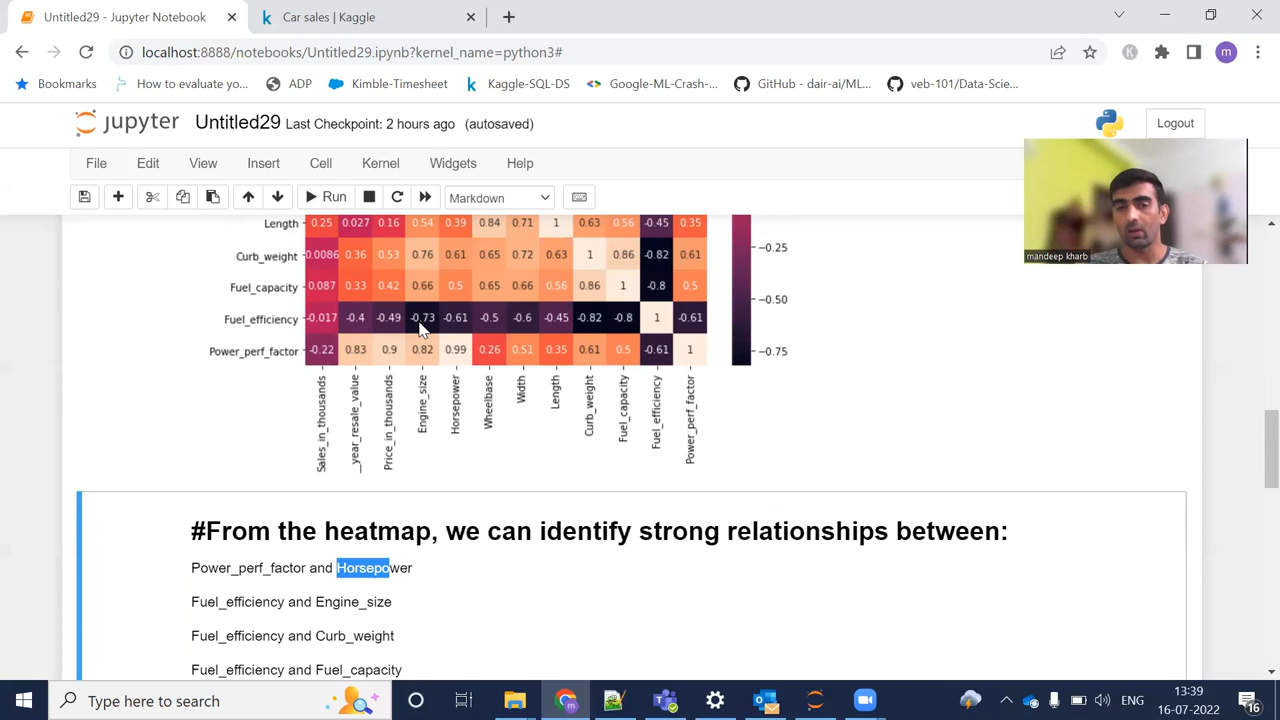 Untitled29 - Jupyter Notebook
Car sales | Kaggle
localhost:8888/notebooks/Untitled29.ipynb?kernel_name=python3#
m
Bookmarks
How to evaluate yo...
ADP
Kimble-Timesheet
Kaggle-SQL-DS
Google-ML-Crash-...
GitHub - dair-ai/ML...
veb-101/Data-Scie...
jupyter Untitled29 Last Checkpoint: 2 hours ago (autosaved)
Logout
File Edit View Insert Cell Kernel Widgets Help
Run
Markdown
mandeep kharb
Length 0.25 0.027 0.16 0.54 0.39 0.84 0.71 1 0.63 0.56 -0.45 0.35
−0.25
Curb_weight 0.0086 0.36 0.53 0.76 0.61 0.65 0.72 0.63 1 0.86 -0.82 0.61
Fuel_capacity 0.087 0.33 0.42 0.66 0.5 0.65 0.66 0.56 0.86 1 -0.8 0.5
−0.50
Fuel_efficiency -0.017 -0.4 -0.49 -0.73 -0.61 -0.5 -0.6 -0.45 -0.82 -0.8 1 -0.61
Power_perf_factor -0.22 0.83 0.9 0.82 0.99 0.26 0.51 0.35 0.61 0.5 -0.61 1
−0.75
Sales_in_thousands
__year_resale_value
Price_in_thousands
Engine_size
Horsepower
Wheelbase
Width
Length
Curb_weight
Fuel_capacity
Fuel_efficiency
Power_perf_factor
#From the heatmap, we can identify strong relationships between:
Power_perf_factor and Horsepower
Fuel_efficiency and Engine_size
Fuel_efficiency and Curb_weight
Fuel_efficiency and Fuel_capacity
Type here to search
ENG
13:39
16-07-2022
16